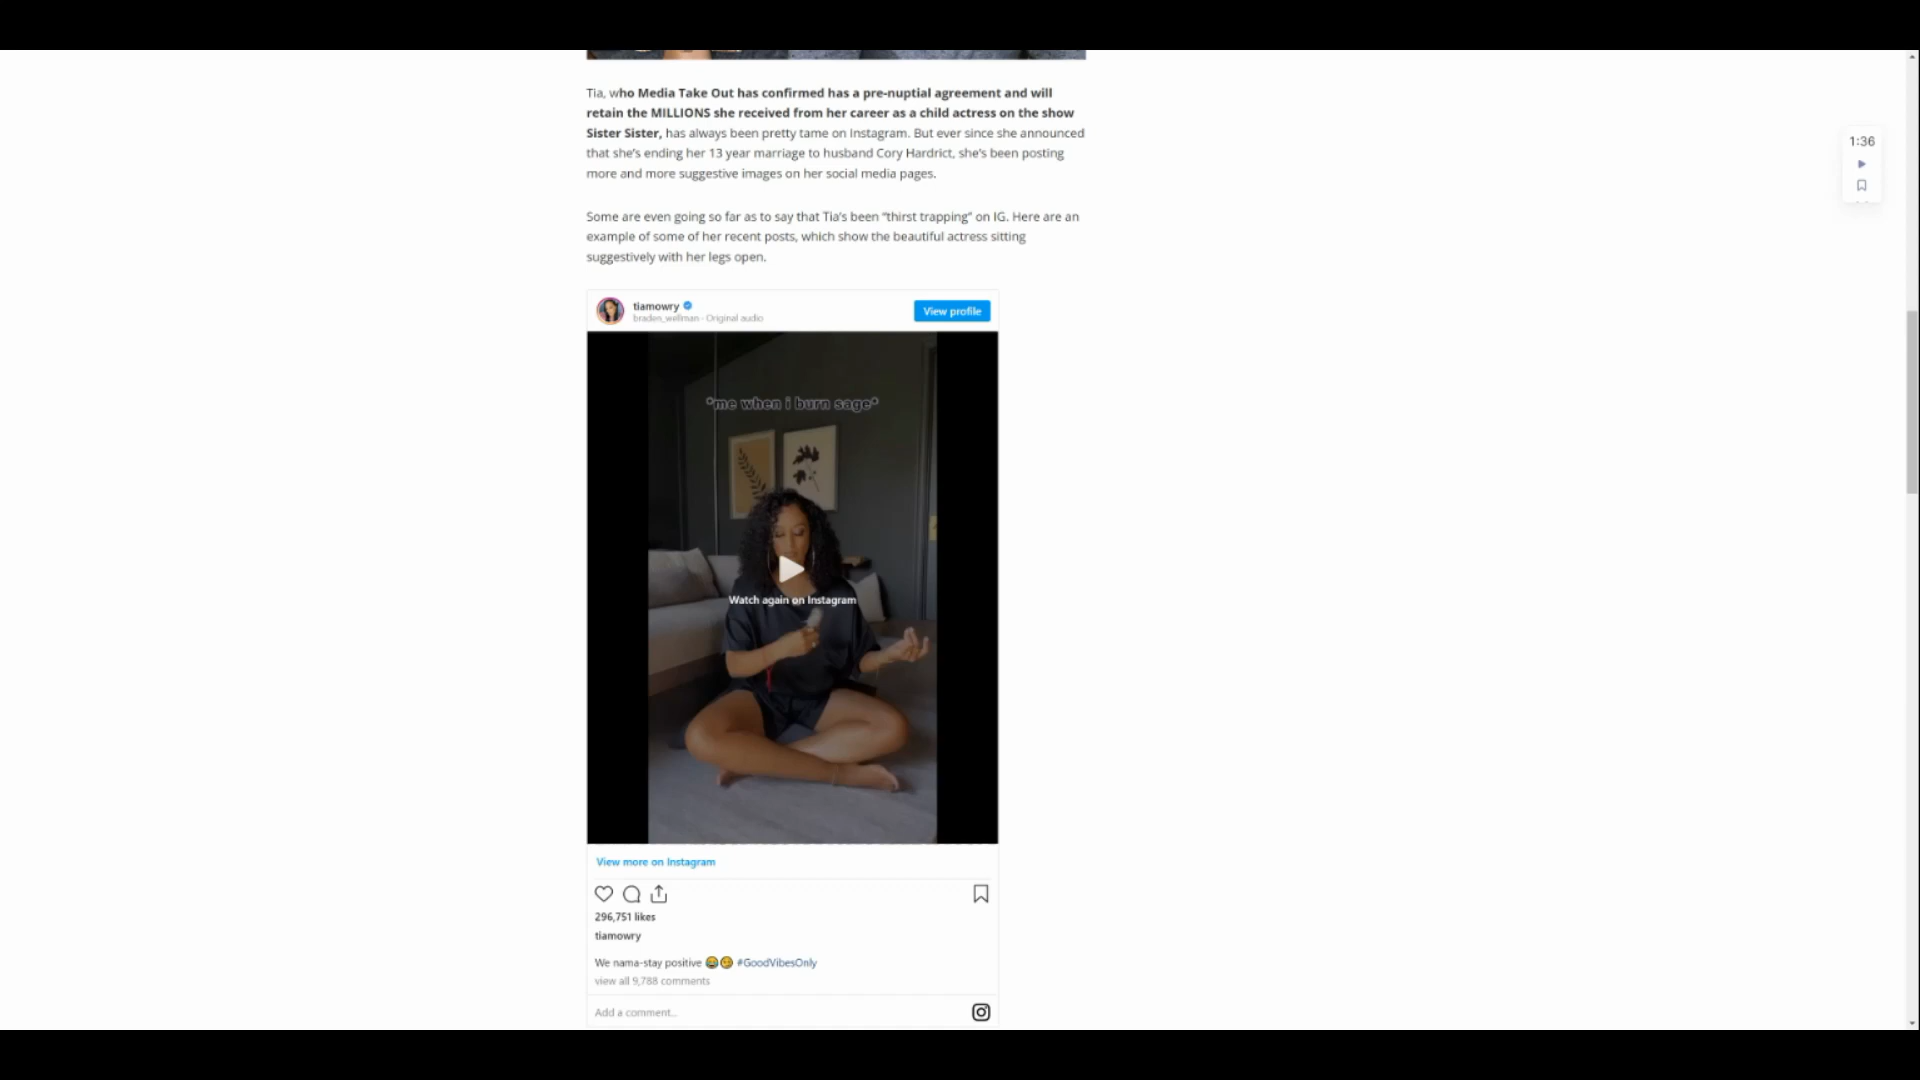 Tia, who Media Take Out has confirmed has a pre-nuptial agreement and will
retain the MILLIONS she received from her career as a child actress on the show
Sister Sister, has always been pretty tame on Instagram. But ever since she announced
that she's ending her 13 year marriage to husband Cory Hardrict, she's been posting
more and more suggestive images on her social media pages.
Some are even going so far as to say that Tia's been "thirst trapping" on IG. Here are an
example of some of her recent posts, which show the beautiful actress sitting
suggestively with her legs open.
tiamowry
braden_wellman · Original audio
View profile
*me when i burn sage*
Watch again on Instagram
View more on Instagram
296,751 likes
tiamowry
We nama-stay positive 😂😏 #GoodVibesOnly
view all 9,788 comments
Add a comment...
1:36